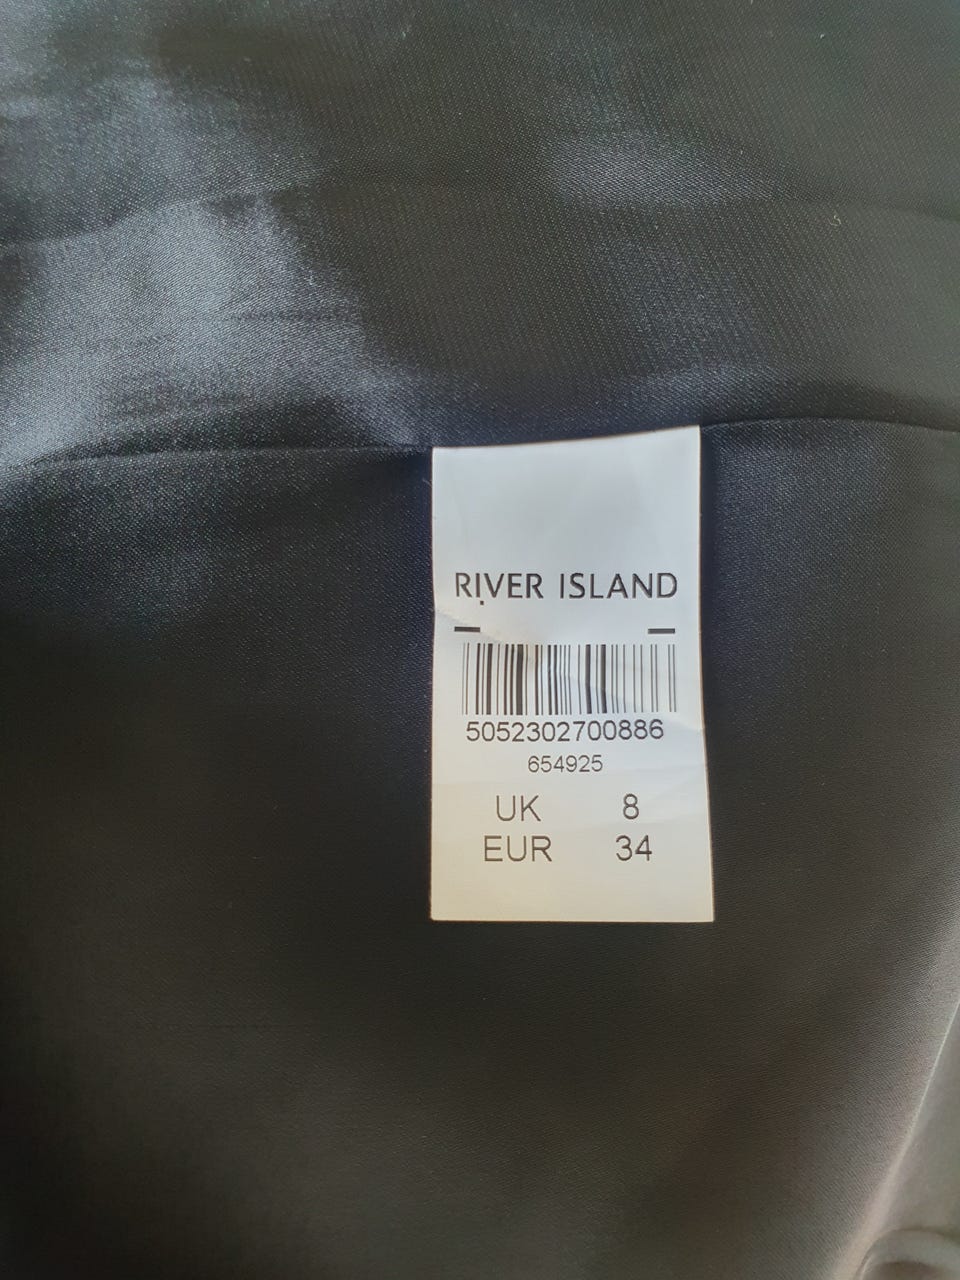 RIVER ISLAND
5052302700886
654925
UK 8
EUR 34